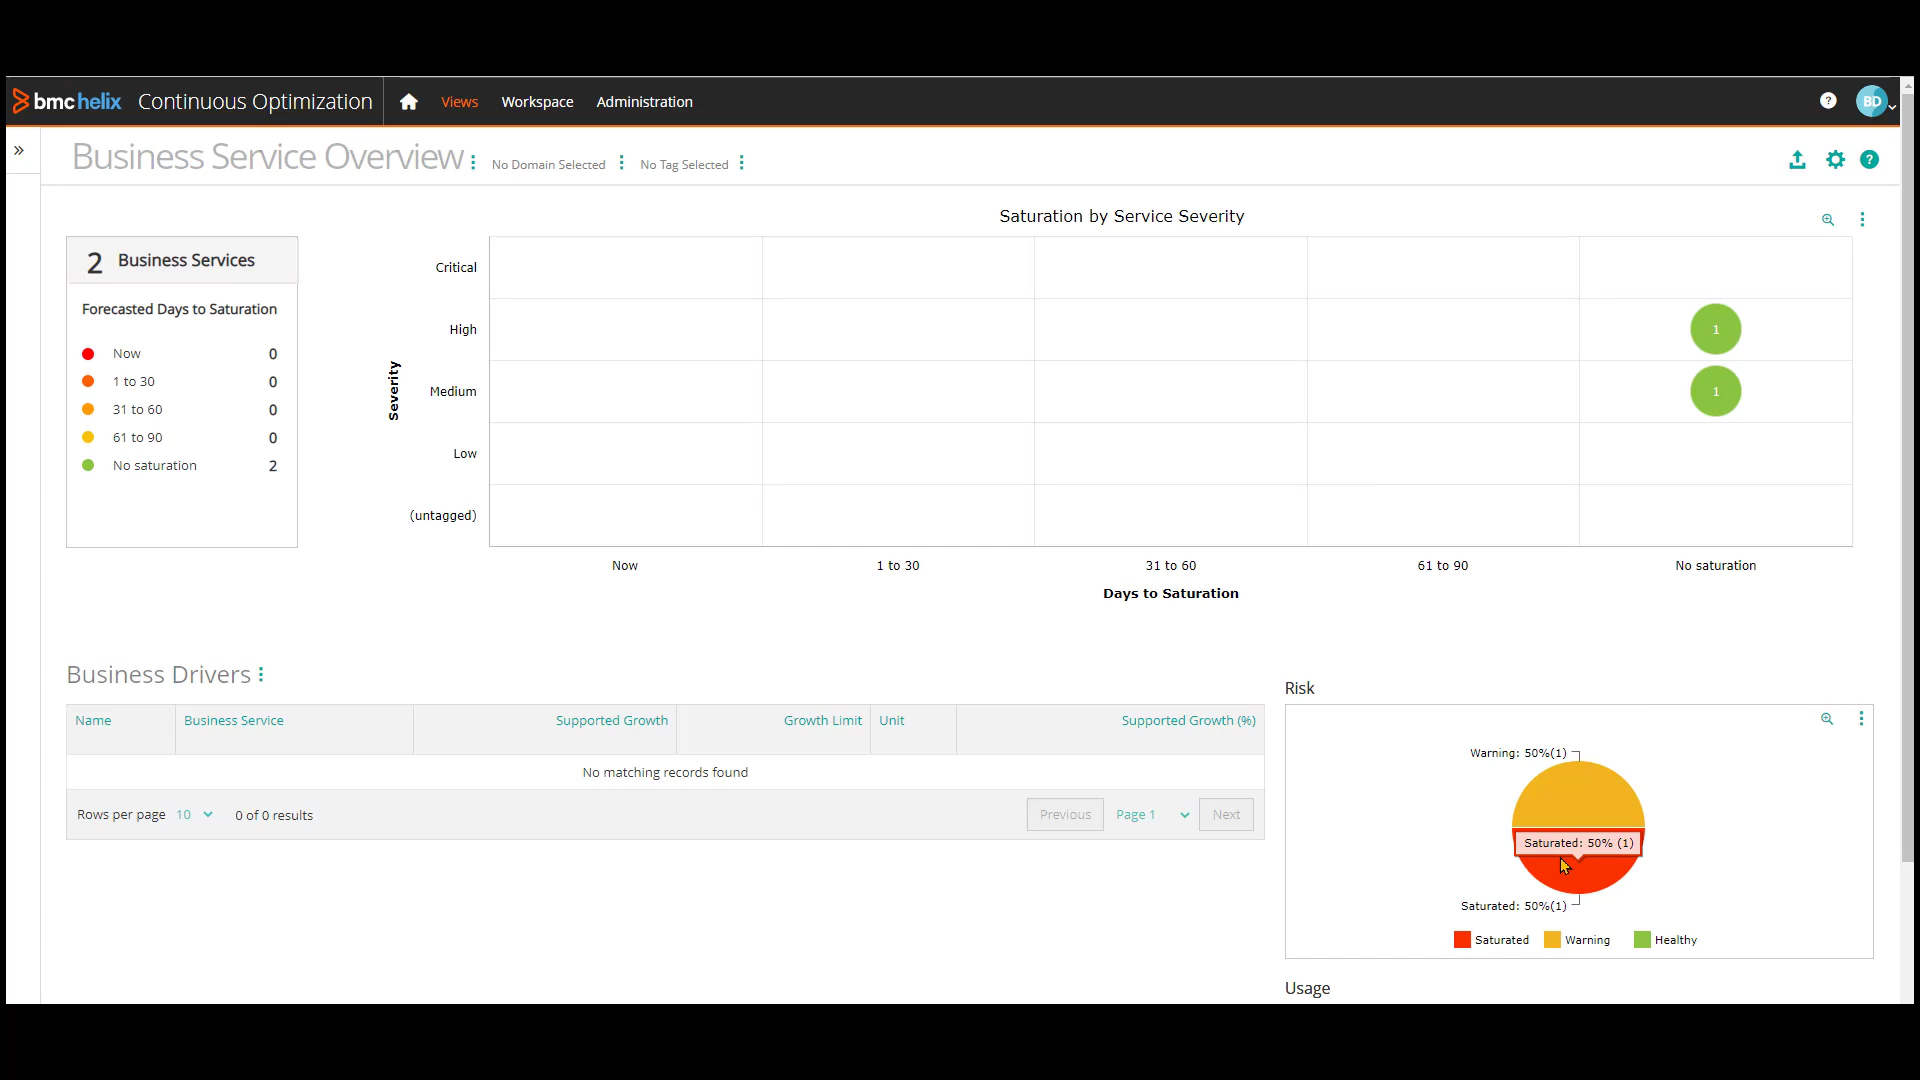 bmc helix Continuous Optimization Views Workspace Administration ? BD
» Business Service Overview No Domain Selected No Tag Selected ?
Saturation by Service Severity
2 Business Services
Forecasted Days to Saturation
Now 0
1 to 30 0
31 to 60 0
61 to 90 0
No saturation 2
Severity
Critical
High 1
Medium 1
Low
(untagged)
Now 1 to 30 31 to 60 61 to 90 No saturation
Days to Saturation
Business Drivers
Name Business Service Supported Growth Growth Limit Unit Supported Growth (%)
No matching records found
Rows per page 10 0 of 0 results Previous Page 1 Next
Risk
Warning: 50%(1)
Saturated: 50% (1)
Saturated: 50%(1)
Saturated Warning Healthy
Usage